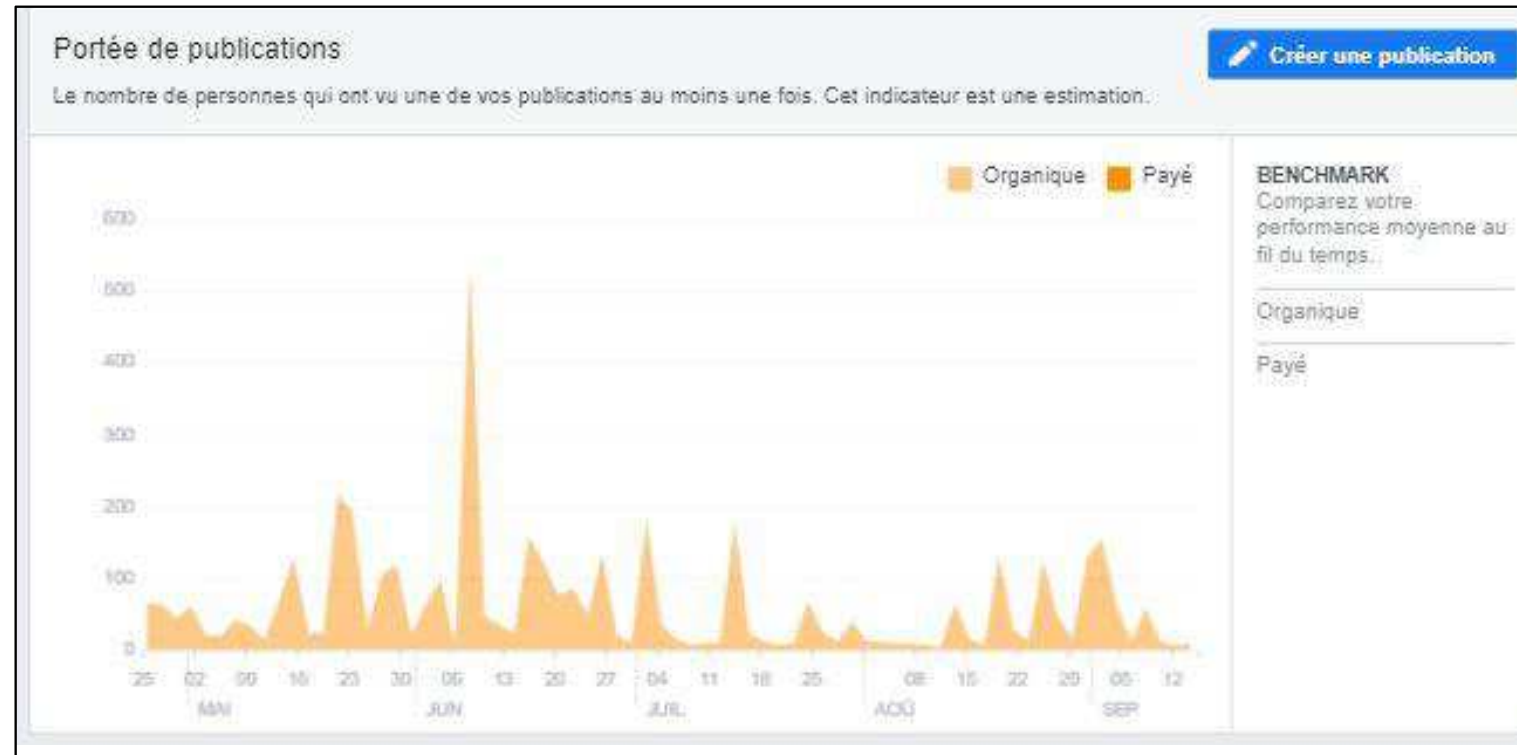 Portée de publications
Créer une publication
Le nombre de personnes qui ont vu une de vos publications au moins une fois. Cet indicateur est une estimation.
Organique
Payé
BENCHMARK
Comparez votre
performance moyenne au
fil du temps.
Organique
Payé
600
500
400
300
200
100
0
25 02 09 16 23 30 06 13 20 27 04 11 18 25 08 15 22 29 05 12
MAI JUN JUIL. AOÛ SEP